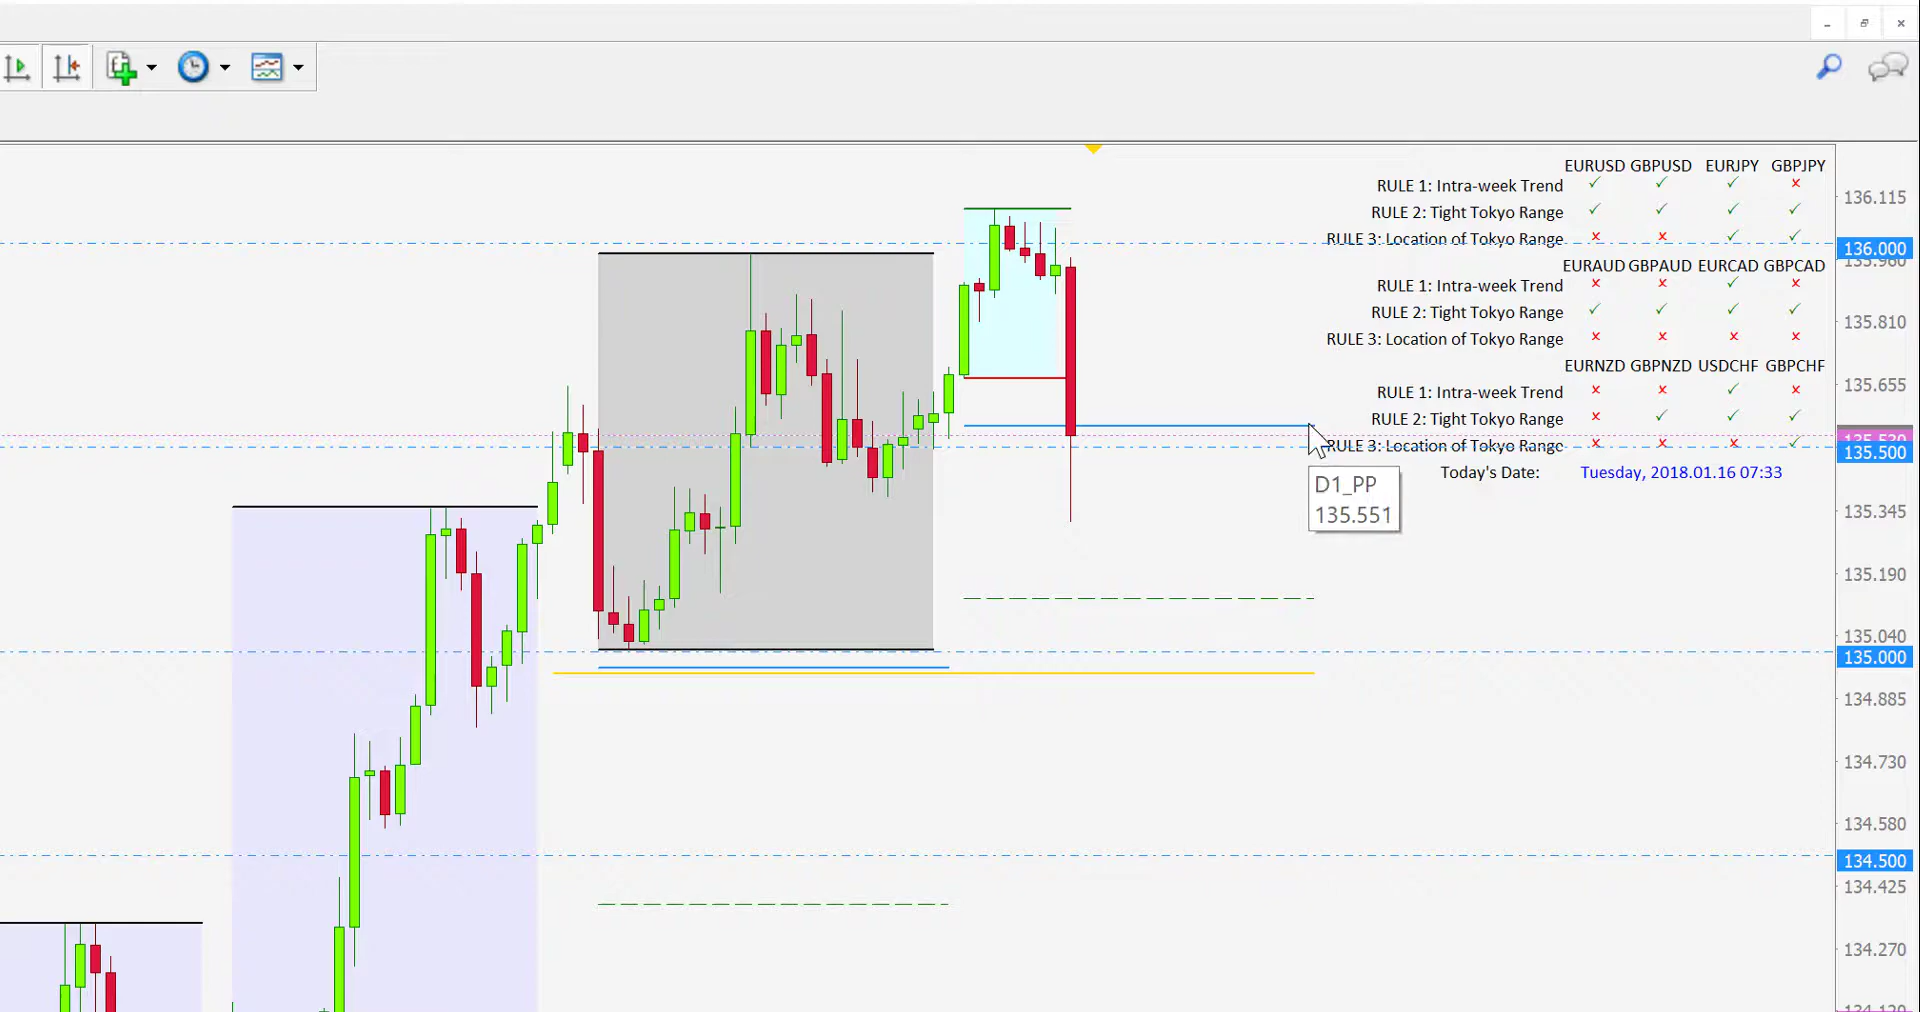 EURUSD GBPUSD EURJPY GBPJPY
RULE 1: Intra-week Trend ✓ ✓ ✓ ✗
RULE 2: Tight Tokyo Range ✓ ✓ ✓ ✓
RULE 3: Location of Tokyo Range ✗ ✗ ✓ ✓
EURAUD GBPAUD EURCAD GBPCAD
RULE 1: Intra-week Trend ✗ ✗ ✓ ✗
RULE 2: Tight Tokyo Range ✓ ✓ ✓ ✓
RULE 3: Location of Tokyo Range ✗ ✗ ✗ ✗
EURNZD GBPNZD USDCHF GBPCHF
RULE 1: Intra-week Trend ✗ ✗ ✓ ✗
RULE 2: Tight Tokyo Range ✗ ✓ ✓ ✓
RULE 3: Location of Tokyo Range ✗ ✗ ✗ ✓
Today's Date: Tuesday, 2018.01.16 07:33
D1_PP
135.551
136.115
136.000
135.960
135.810
135.655
135.500
135.345
135.190
135.040
135.000
134.885
134.730
134.580
134.500
134.425
134.270